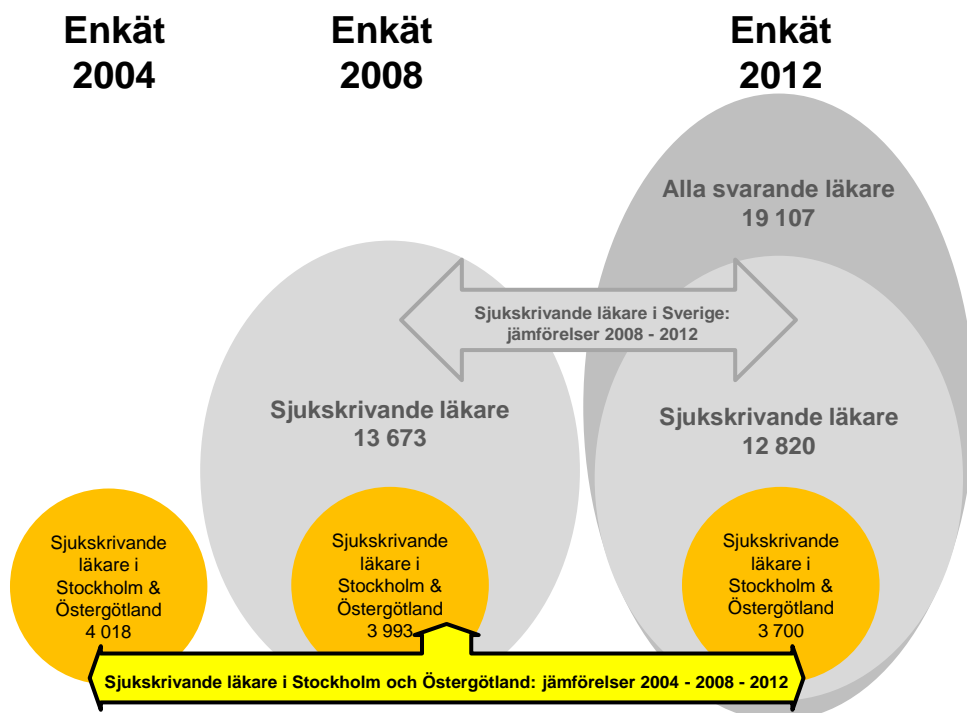 Enkät
2004
Enkät
2008
Enkät
2012
Alla svarande läkare
19 107
Sjukskrivande läkare i Sverige:
jämförelser 2008 - 2012
Sjukskrivande läkare
13 673
Sjukskrivande läkare
12 820
Sjukskrivande
läkare i
Stockholm &
Östergötland
4 018
Sjukskrivande
läkare i
Stockholm &
Östergötland
3 993
Sjukskrivande
läkare i
Stockholm &
Östergötland
3 700
Sjukskrivande läkare i Stockholm och Östergötland: jämförelser 2004 - 2008 - 2012